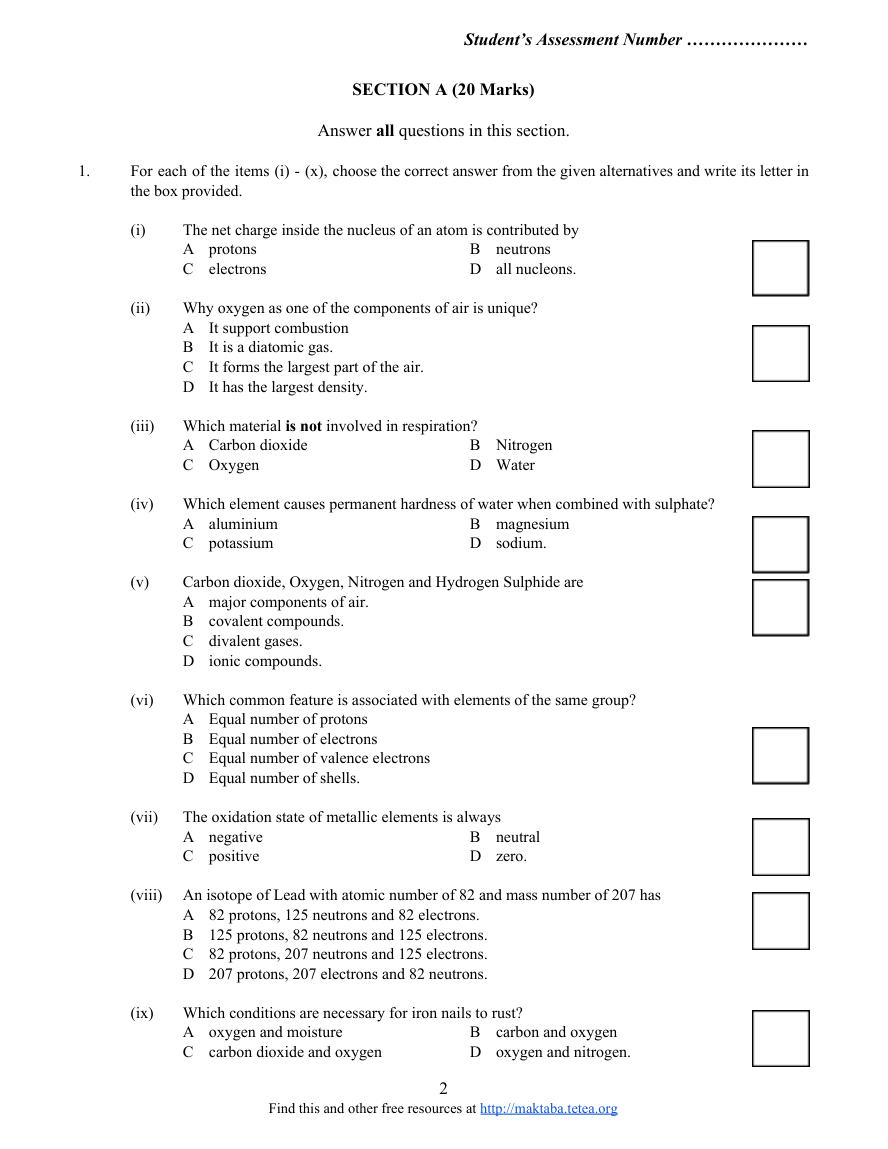 Student’s Assessment Number …………………
SECTION A (20 Marks)
Answer all questions in this section.
1. For each of the items (i) - (x), choose the correct answer from the given alternatives and write its letter in
the box provided.
(i) The net charge inside the nucleus of an atom is contributed by
A protons B neutrons
C electrons D all nucleons.
(ii) Why oxygen as one of the components of air is unique?
A It support combustion
B It is a diatomic gas.
C It forms the largest part of the air.
D It has the largest density.
(iii) Which material is not involved in respiration?
A Carbon dioxide B Nitrogen
C Oxygen D Water
(iv) Which element causes permanent hardness of water when combined with sulphate?
A aluminium B magnesium
C potassium D sodium.
(v) Carbon dioxide, Oxygen, Nitrogen and Hydrogen Sulphide are
A major components of air.
B covalent compounds.
C divalent gases.
D ionic compounds.
(vi) Which common feature is associated with elements of the same group?
A Equal number of protons
B Equal number of electrons
C Equal number of valence electrons
D Equal number of shells.
(vii) The oxidation state of metallic elements is always
A negative B neutral
C positive D zero.
(viii) An isotope of Lead with atomic number of 82 and mass number of 207 has
A 82 protons, 125 neutrons and 82 electrons.
B 125 protons, 82 neutrons and 125 electrons.
C 82 protons, 207 neutrons and 125 electrons.
D 207 protons, 207 electrons and 82 neutrons.
(ix) Which conditions are necessary for iron nails to rust?
A oxygen and moisture B carbon and oxygen
C carbon dioxide and oxygen D oxygen and nitrogen.
2
Find this and other free resources at http://maktaba.tetea.org